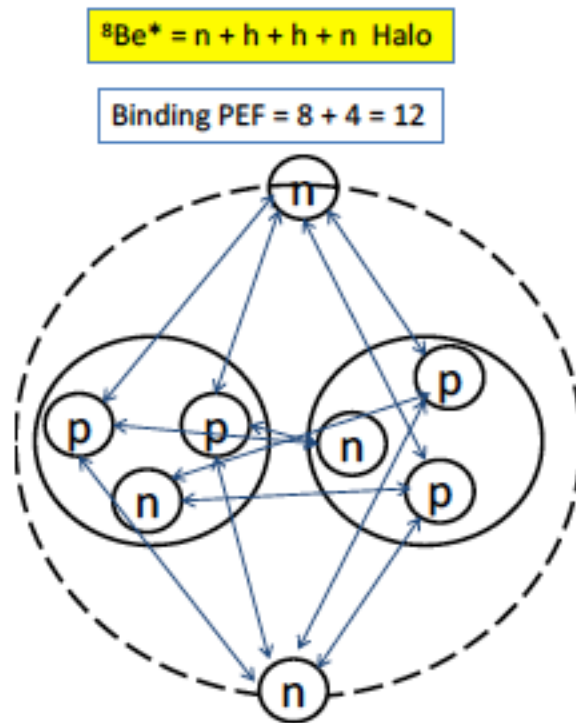 ⁸Be* = n + h + h + n Halo
Binding PEF = 8 + 4 = 12
n
p
p
p
n
n
p
n